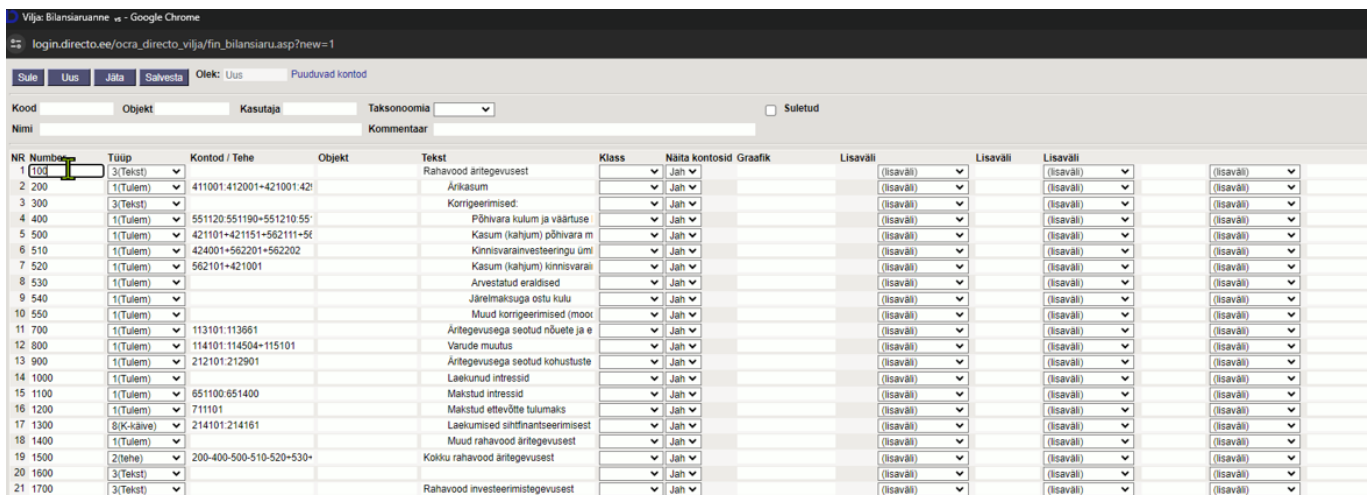 Vilja: Bilansiaruanne vs - Google Chrome
login.directo.ee/ocra_directo_vilja/fin_bilansiaru.asp?new=1
Sule Uus Jäta Salvesta Olek: Uus Puuduvad kontod
Kood Objekt Kasutaja Taksonoomia Suletud
Nimi Kommentaar
NR Number Tüüp Kontod / Tehe Objekt Tekst Klass Näita kontosid Graafik Lisaväli Lisaväli Lisaväli
1 100 3(Tekst) Rahavood äritegevusest Jah (lisaväli) (lisaväli) (lisaväli)
2 200 1(Tulem) 411001:412001+421001:42 Ärikasum Jah (lisaväli) (lisaväli) (lisaväli)
3 300 3(Tekst) Korrigeerimised: Jah (lisaväli) (lisaväli) (lisaväli)
4 400 1(Tulem) 551120:551190+551210:55 Põhivara kulum ja väärtuse Jah (lisaväli) (lisaväli) (lisaväli)
5 500 1(Tulem) 421101+421151+562111+5 Kasum (kahjum) põhivara m Jah (lisaväli) (lisaväli) (lisaväli)
6 510 1(Tulem) 424001+562201+562202 Kinnisvarainvesteeringu üml Jah (lisaväli) (lisaväli) (lisaväli)
7 520 1(Tulem) 562101+421001 Kasum (kahjum) kinnisvarai Jah (lisaväli) (lisaväli) (lisaväli)
8 530 1(Tulem) Arvestatud eraldised Jah (lisaväli) (lisaväli) (lisaväli)
9 540 1(Tulem) Järelmaksuga ostu kulu Jah (lisaväli) (lisaväli) (lisaväli)
10 550 1(Tulem) Muud korrigeerimised (mood Jah (lisaväli) (lisaväli) (lisaväli)
11 700 1(Tulem) 113101:113661 Äritegevusega seotud nõuete ja e Jah (lisaväli) (lisaväli) (lisaväli)
12 800 1(Tulem) 114101:114504+115101 Varude muutus Jah (lisaväli) (lisaväli) (lisaväli)
13 900 1(Tulem) 212101:212901 Äritegevusega seotud kohustuste Jah (lisaväli) (lisaväli) (lisaväli)
14 1000 1(Tulem) Laekunud intressid Jah (lisaväli) (lisaväli) (lisaväli)
15 1100 1(Tulem) 651100:651400 Makstud intressid Jah (lisaväli) (lisaväli) (lisaväli)
16 1200 1(Tulem) 711101 Makstud ettevõtte tulumaks Jah (lisaväli) (lisaväli) (lisaväli)
17 1300 8(K-käive) 214101:214161 Laekumised sihtfinantseerimisest Jah (lisaväli) (lisaväli) (lisaväli)
18 1400 1(Tulem) Muud rahavood äritegevusest Jah (lisaväli) (lisaväli) (lisaväli)
19 1500 2(tehe) 200-400-500-510-520+530+ Kokku rahavood äritegevusest Jah (lisaväli) (lisaväli) (lisaväli)
20 1600 3(Tekst) Jah (lisaväli) (lisaväli) (lisaväli)
21 1700 3(Tekst) Rahavood investeerimistegevusest Jah (lisaväli) (lisaväli) (lisaväli)